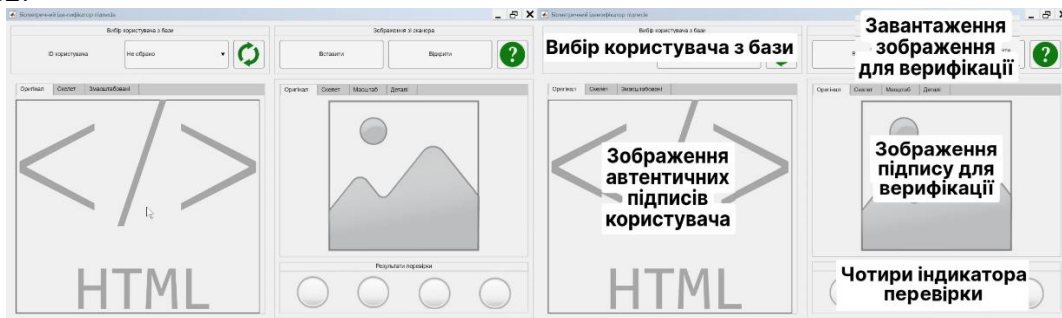 Біометричний ідентифікатор підписів
Вибір користувача з бази
Зображення зі сканера
ID користувача
Не обрано
Вставити
Відкрити
?
Оригінал Скелет Змасштабовані
Оригінал Скелет Масштаб Деталі
</>
HTML
Результати перевірки
Біометричний ідентифікатор підписів
Вибір користувача з бази
Вибір користувача з бази
Завантаження
зображення
для верифікації
?
Оригінал Скелет Змасштабовані
Оригінал Скелет Масштаб Деталі
</>
Зображення
автентичних
підписів
користувача
HTML
Зображення
підпису для
верифікації
Чотири індикатора
перевірки